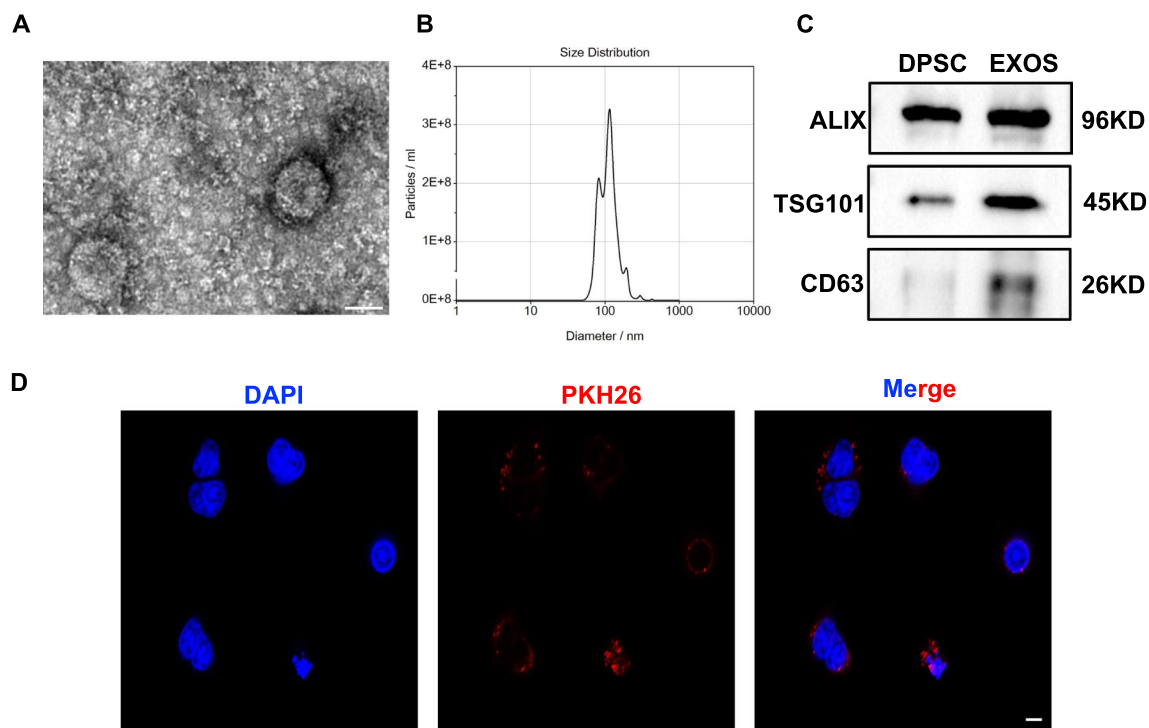 A
B
Size Distribution
4E+8
3E+8
2E+8
1E+8
0E+8
Particles / ml
1
10
100
1000
10000
Diameter / nm
C
DPSC EXOS
ALIX 96KD
TSG101 45KD
CD63 26KD
D
DAPI
PKH26
Merge